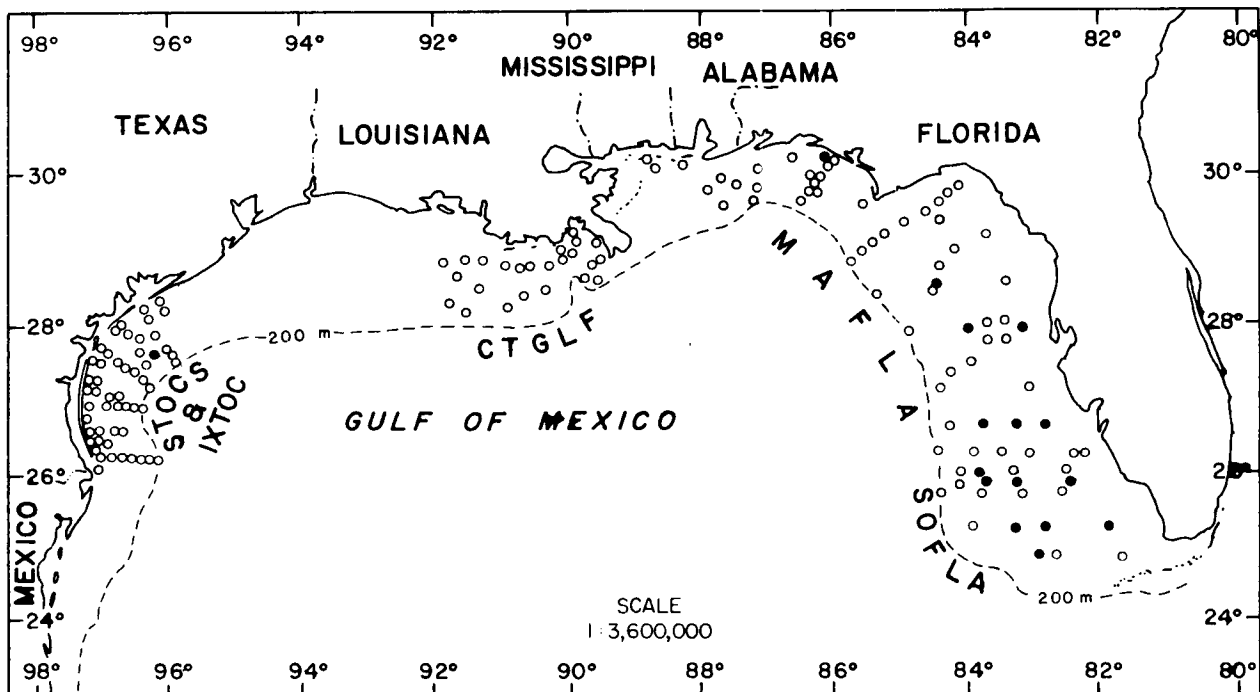 98° 96° 94° 92° 90° 86° 84° 82° 80°
MISSISSIPPI ALABAMA
TEXAS LOUISIANA FLORIDA
30° 30°
28° 200 m 28°
CTGLF
MAFLA
STOCS
&
IXTOC
GULF OF MEXICO
26°
SOFLA
MEXICO
200 m
24° 24°
SCALE
1:3,600,000
98° 96° 94° 92° 90° 88° 86° 84° 82° 80°